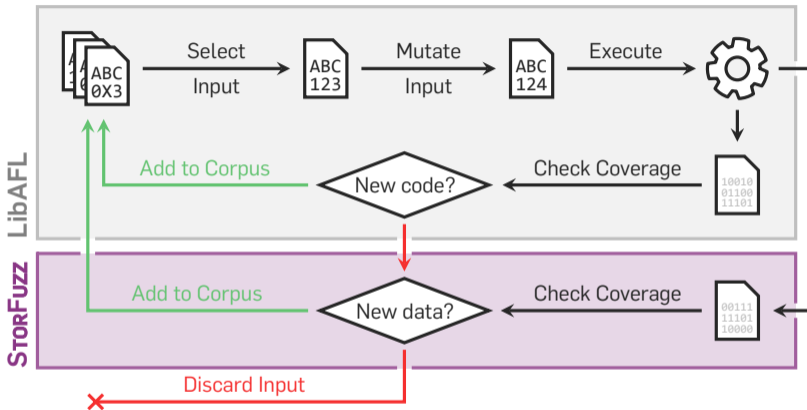 ABC
0X3
Select
Input
ABC
123
Mutate
Input
ABC
124
Execute
LibAFL
Add to Corpus
New code?
Check Coverage
10010
01100
11101
STORFUZZ
Add to Corpus
New data?
Check Coverage
00111
11101
10000
Discard Input